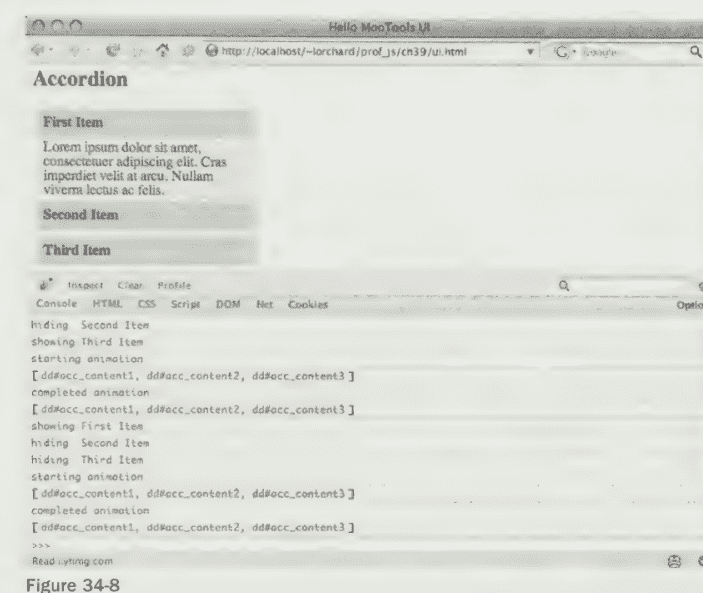 Hello MooTools UI
http://localhost/~lorchard/prof_js/ch39/ui.html
Google
Accordion
First Item
Lorem ipsum dolor sit amet,
consectetuer adipiscing elit. Cras
imperdiet velit at arcu. Nullam
viverra lectus ac felis.
Second Item
Third Item
Inspect Clear Profile
Console HTML CSS Script DOM Net Cookies Optio
hiding Second Item
showing Third Item
starting animation
[ dd#acc_content1, dd#acc_content2, dd#acc_content3 ]
completed animation
[ dd#acc_content1, dd#acc_content2, dd#acc_content3 ]
showing First Item
hiding Second Item
hiding Third Item
starting animation
[ dd#acc_content1, dd#acc_content2, dd#acc_content3 ]
completed animation
[ dd#acc_content1, dd#acc_content2, dd#acc_content3 ]
>>>
Read
Figure 34-8